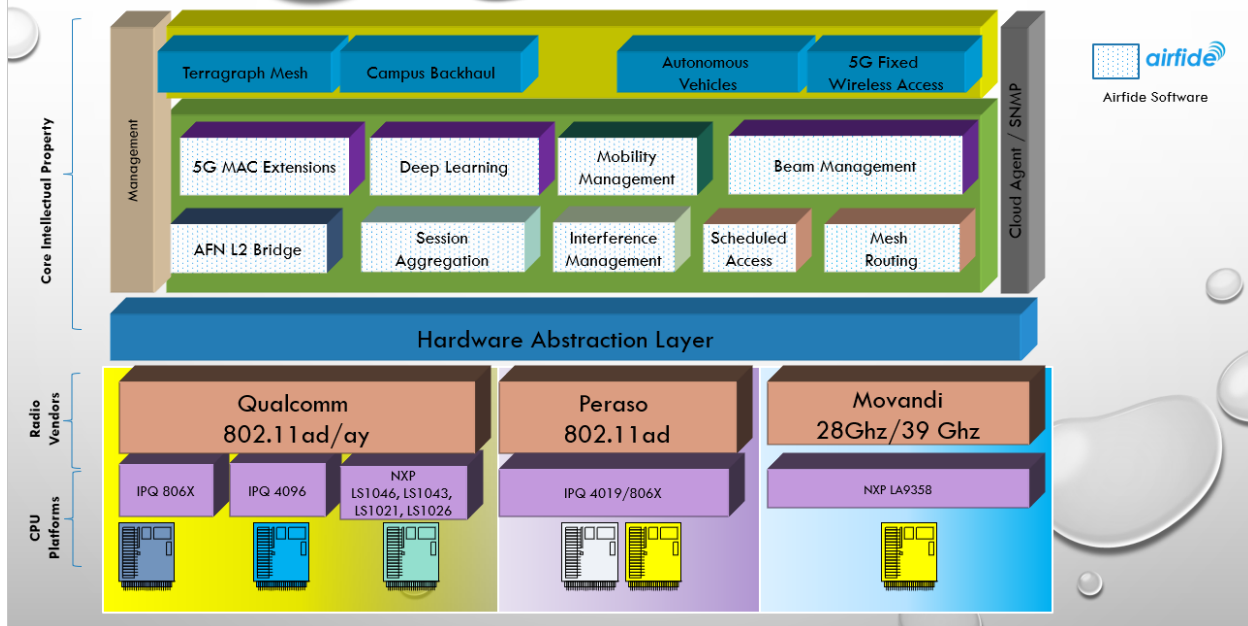 Core Intellectual Property
Management
Terragraph Mesh
Campus Backhaul
Autonomous
Vehicles
5G Fixed
Wireless Access
Cloud Agent / SNMP
airfide
Airfide Software
5G MAC Extensions
Deep Learning
Mobility
Management
Beam Management
AFN L2 Bridge
Session
Aggregation
Interference
Management
Scheduled
Access
Mesh
Routing
Hardware Abstraction Layer
Radio
Vendors
Qualcomm
802.11ad/ay
Peraso
802.11ad
Movandi
28Ghz/39 Ghz
CPU
Platforms
IPQ 806X
IPQ 4096
NXP
LS1046, LS1043,
LS1021, LS1026
IPQ 4019/806X
NXP LA9358